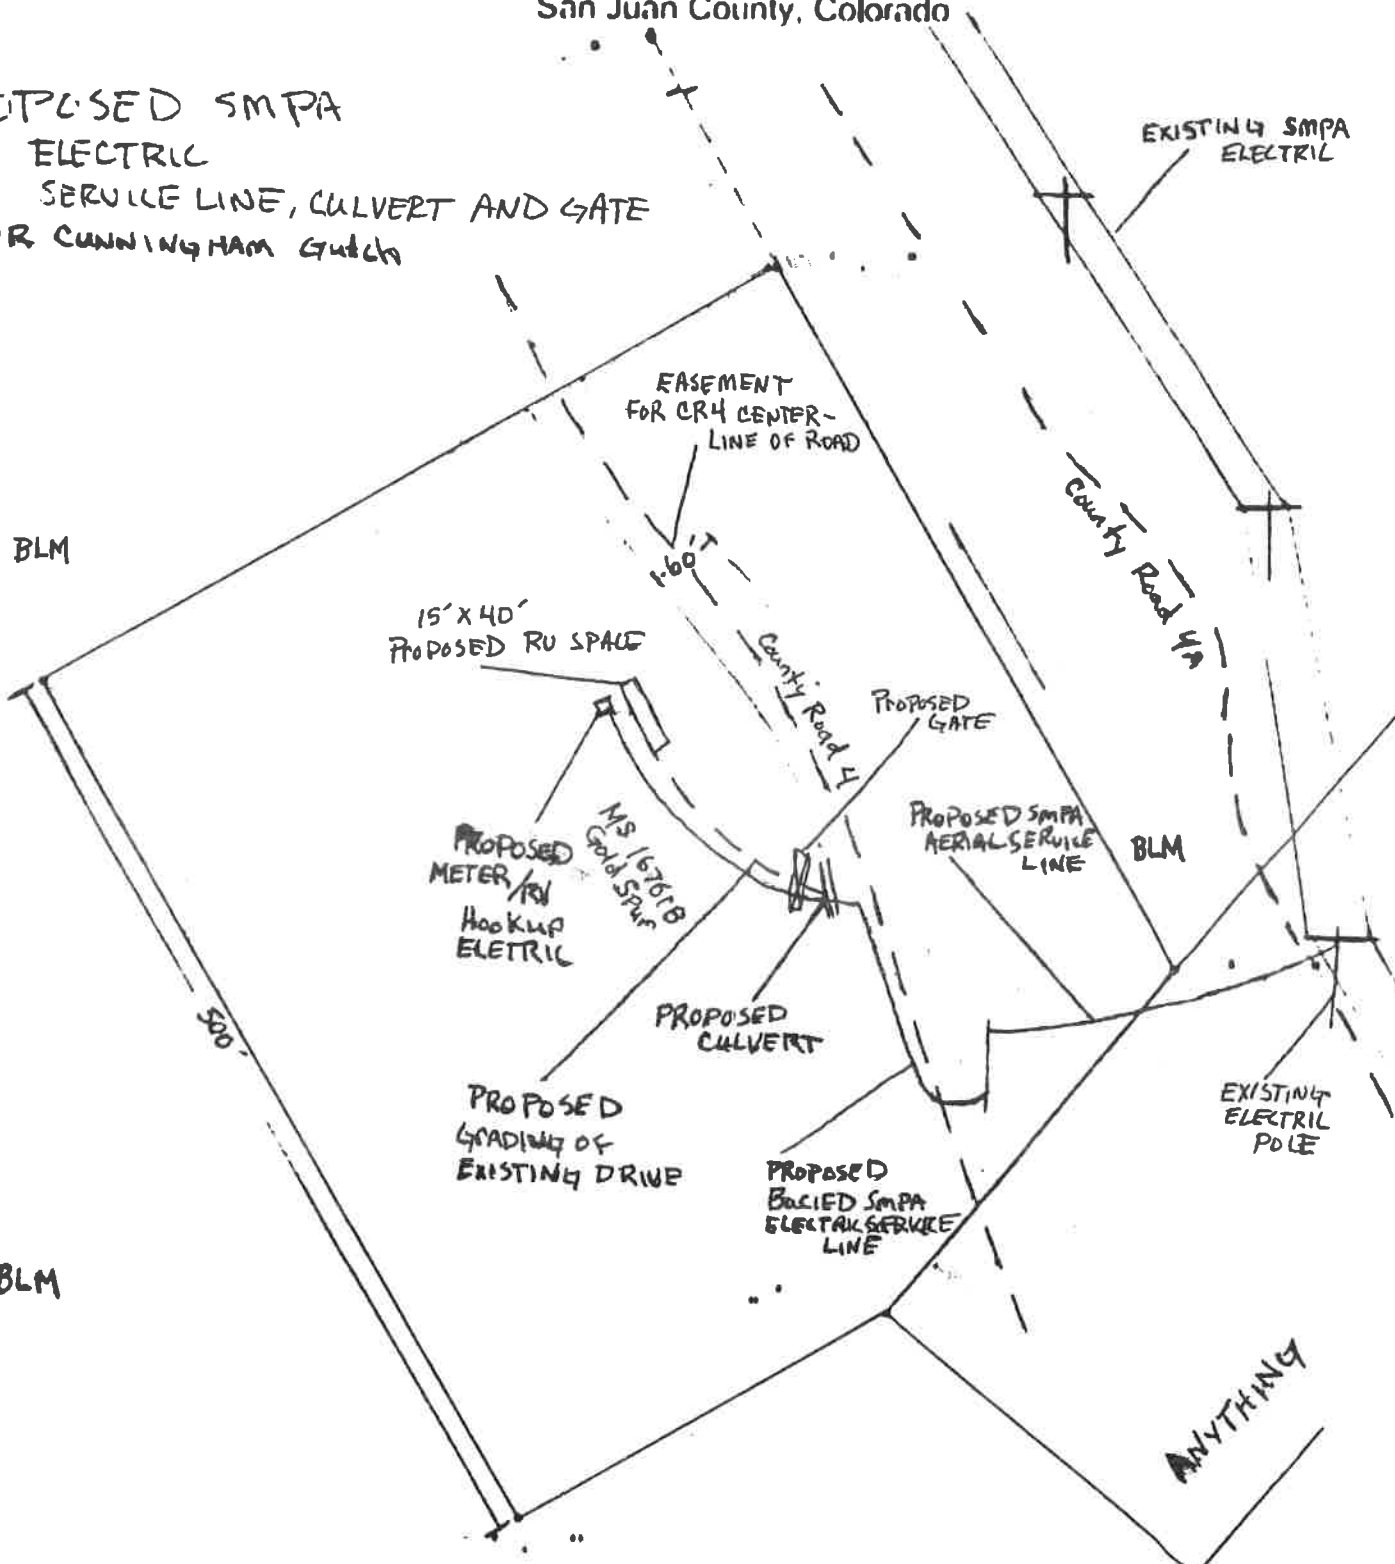 San Juan County, Colorado
OPOSED SMPA
ELECTRIC
SERVICE LINE, CULVERT AND GATE
R CUNNINGHAM Gulch
EXISTING SMPA
ELECTRIC
EASEMENT
FOR CR4 CENTER-
LINE OF ROAD
BLM
60'
County Road 4A
15' X 40'
PROPOSED RV SPACE
County Road 4
PROPOSED
GATE
PROPOSED SMPA
AERIAL SERVICE
LINE
BLM
PROPOSED
METER/RV
HOOKUP
ELETRIC
MS 16761B
Gold Spur
500'
PROPOSED
CULVERT
PROPOSED
GRADING OF
EXISTING DRIVE
EXISTING
ELECTRIC
POLE
PROPOSED
BURIED SMPA
ELECTRIC SERVICE
LINE
BLM
ANYTHING